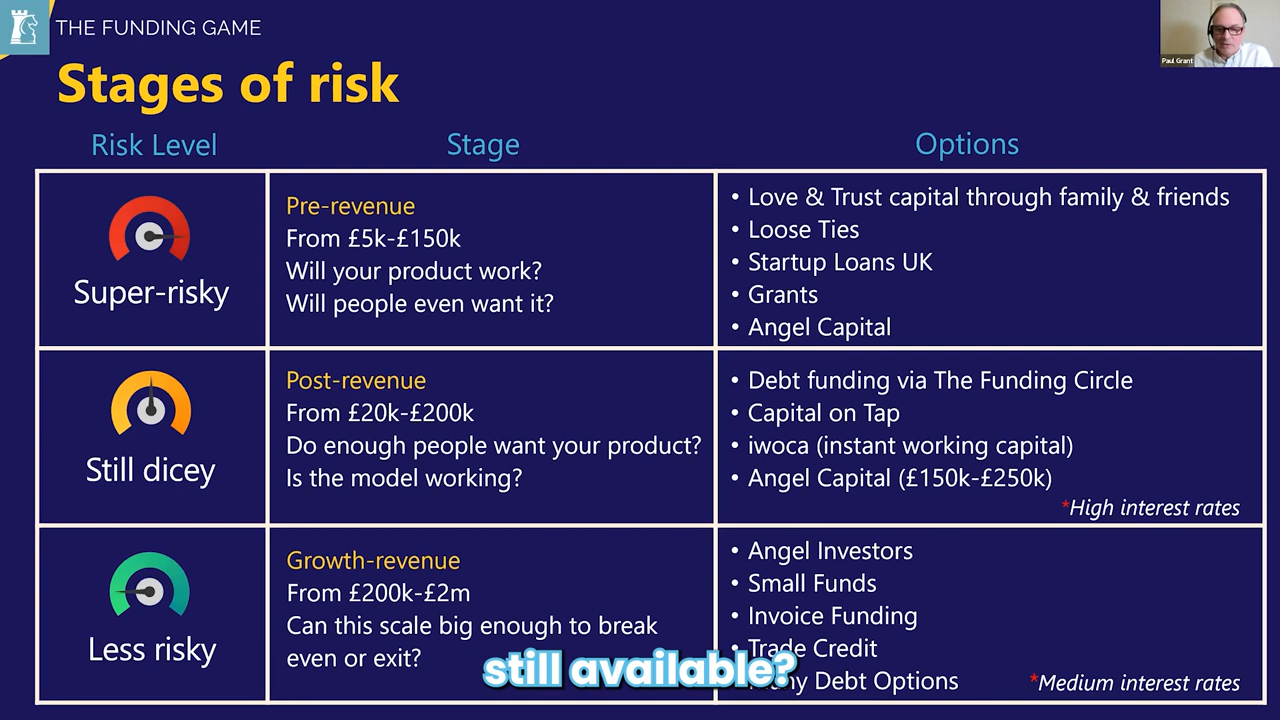 THE FUNDING GAME
Paul Grant
Stages of risk
Risk Level
Stage
Options
Super-risky
Pre-revenue
From £5k-£150k
Will your product work?
Will people even want it?
• Love & Trust capital through family & friends
• Loose Ties
• Startup Loans UK
• Grants
• Angel Capital
Still dicey
Post-revenue
From £20k-£200k
Do enough people want your product?
Is the model working?
• Debt funding via The Funding Circle
• Capital on Tap
• iwoca (instant working capital)
• Angel Capital (£150k-£250k)
*High interest rates
Less risky
Growth-revenue
From £200k-£2m
Can this scale big enough to break
even or exit?
• Angel Investors
• Small Funds
• Invoice Funding
• Trade Credit
• Many Debt Options
*Medium interest rates
still available?